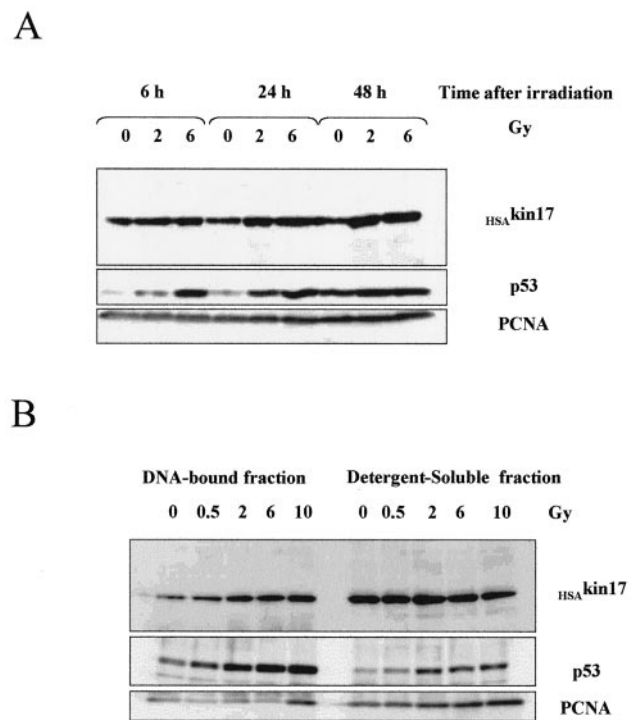 A
6 h 24 h 48 h Time after irradiation
0 2 6 0 2 6 0 2 6 Gy
HSAkin17
p53
PCNA
B
DNA-bound fraction Detergent-Soluble fraction
0 0.5 2 6 10 0 0.5 2 6 10 Gy
HSAkin17
p53
PCNA